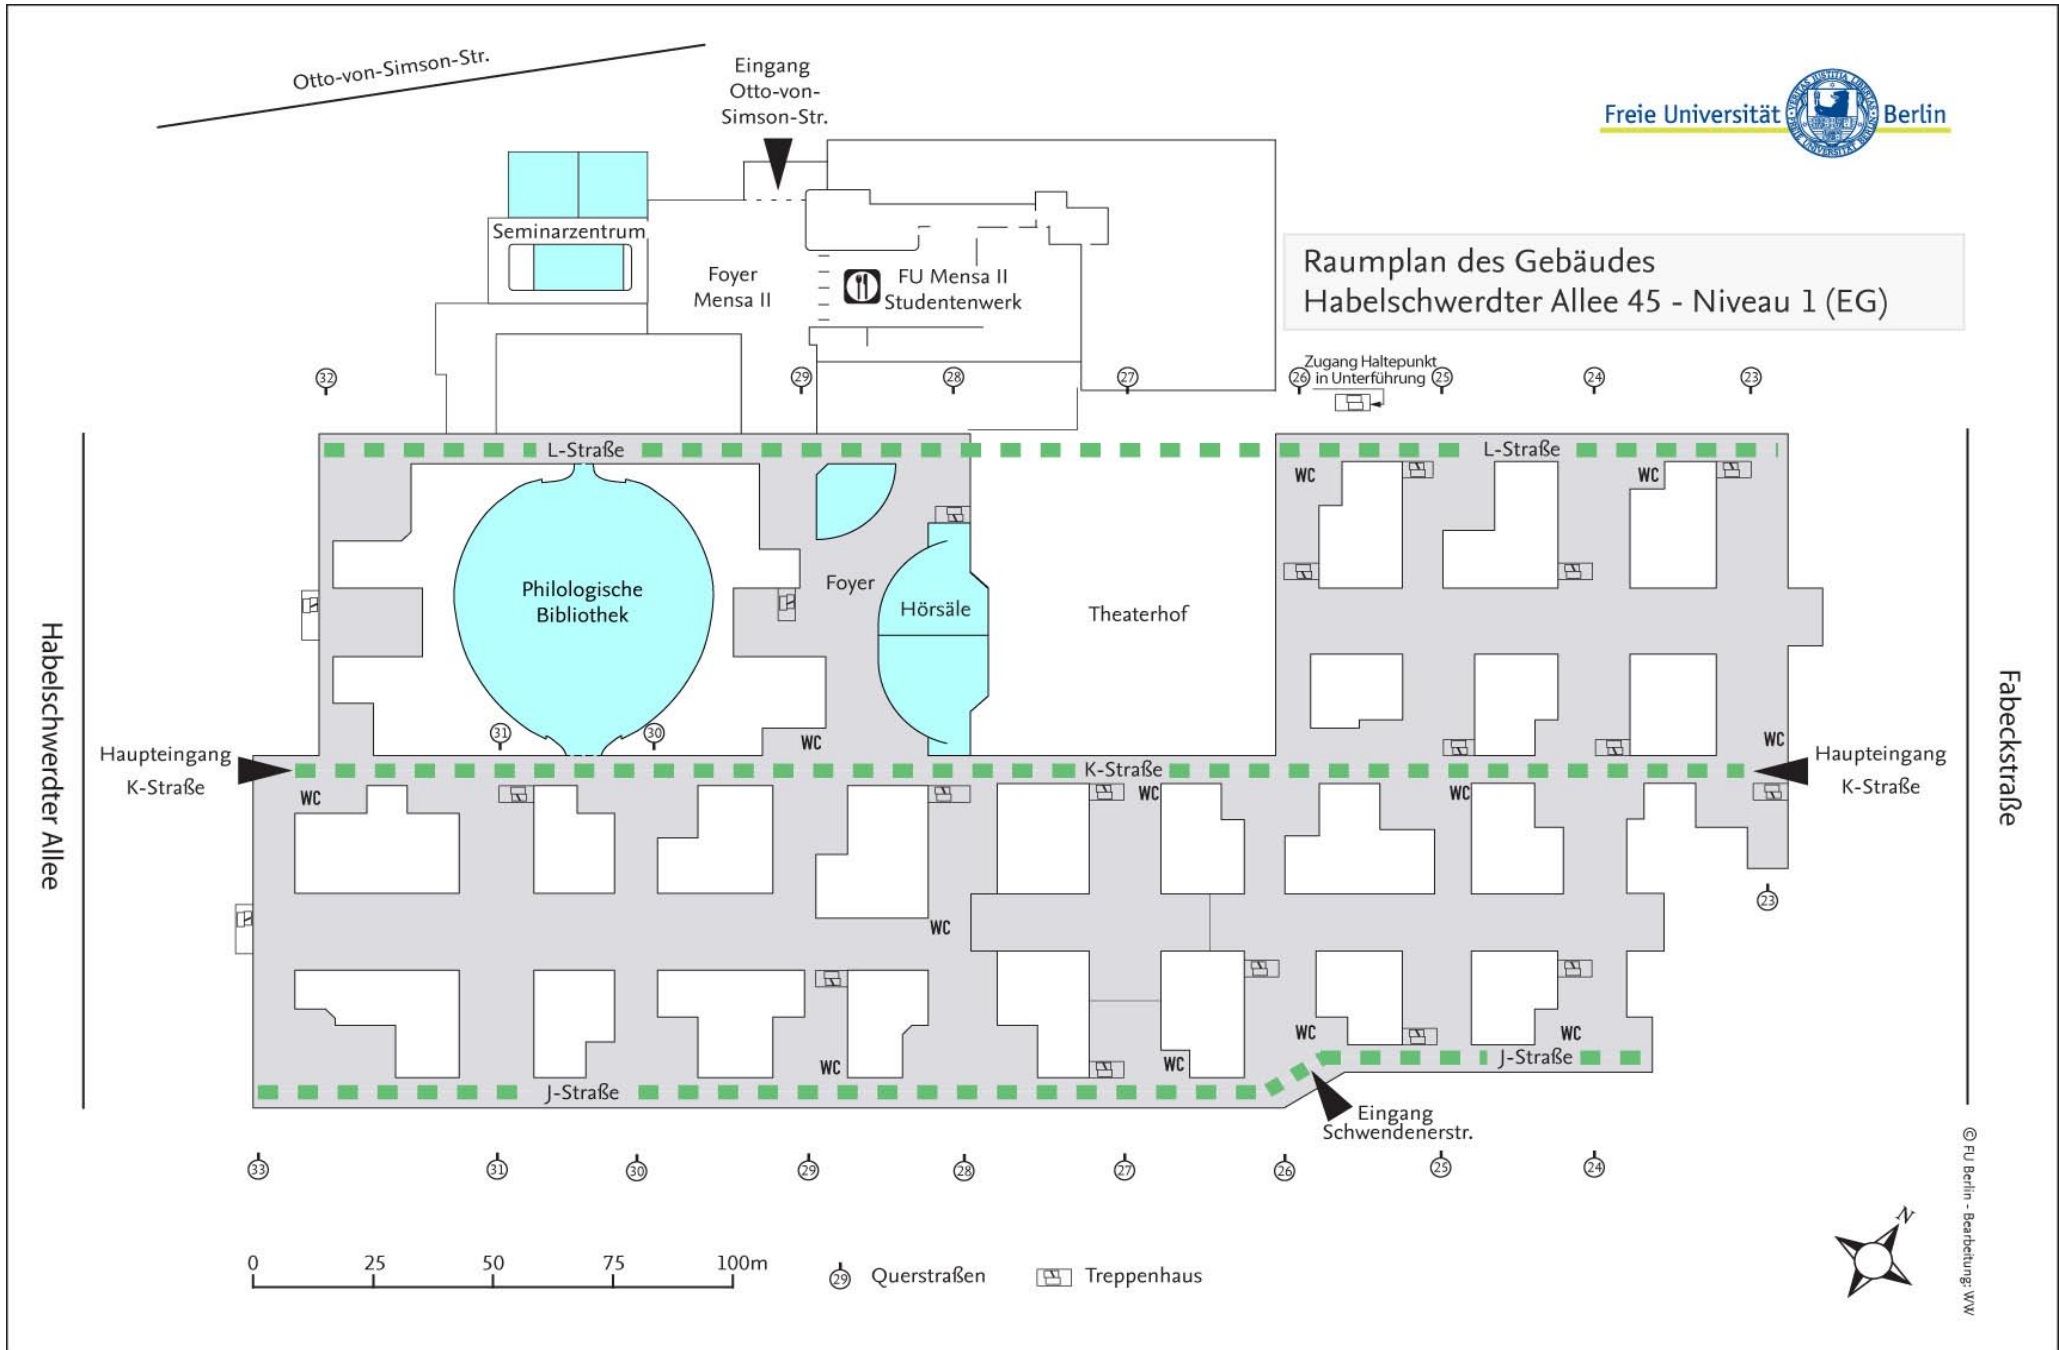 Otto-von-Simson-Str.
Eingang
Otto-von-
Simson-Str.
Freie Universität Berlin
Seminarzentrum
Foyer
Mensa II
FU Mensa II
Studentenwerk
Raumplan des Gebäudes
Habelschwerdter Allee 45 - Niveau 1 (EG)
Zugang Haltepunkt
in Unterführung
32
29
28
27
26
25
24
23
L-Straße
L-Straße
WC
WC
Philologische
Bibliothek
Foyer
Hörsäle
Theaterhof
Habelschwerdter Allee
Fabeckstraße
31
30
WC
WC
Haupteingang
K-Straße
K-Straße
Haupteingang
K-Straße
WC
WC
WC
23
WC
WC
WC
WC
WC
J-Straße
J-Straße
Eingang
Schwendenerstr.
33
31
30
29
28
27
26
25
24
© FU Berlin - Bearbeitung: WW
N
0 25 50 75 100m
29 Querstraßen
Treppenhaus